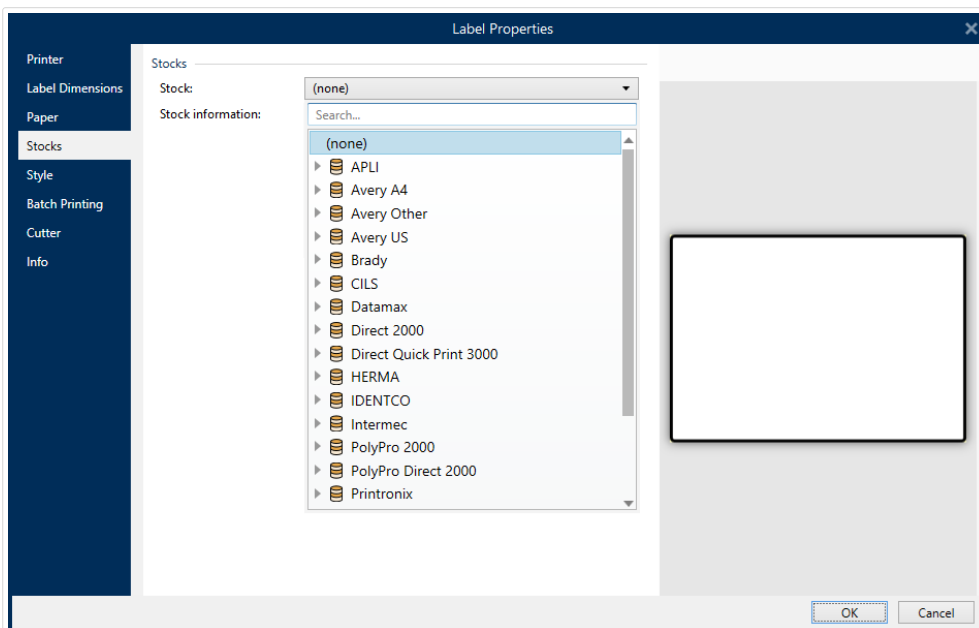 Label Properties
Printer
Label Dimensions
Paper
Stocks
Style
Batch Printing
Cutter
Info
Stocks
Stock:
(none)
Stock information:
Search...
(none)
APLI
Avery A4
Avery Other
Avery US
Brady
CILS
Datamax
Direct 2000
Direct Quick Print 3000
HERMA
IDENTCO
Intermec
PolyPro 2000
PolyPro Direct 2000
Printronix
OK
Cancel